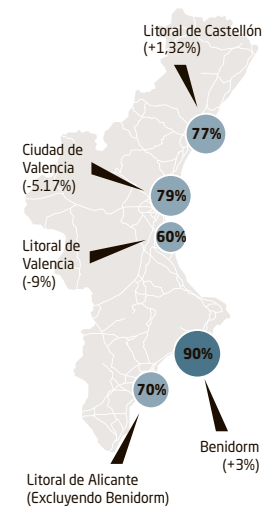 Litoral de Castellón
(+1,32%)
77%
Ciudad de
Valencia
(-5.17%)
79%
Litoral de
Valencia
(-9%)
60%
90%
70%
Benidorm
(+3%)
Litoral de Alicante
(Excluyendo Benidorm)